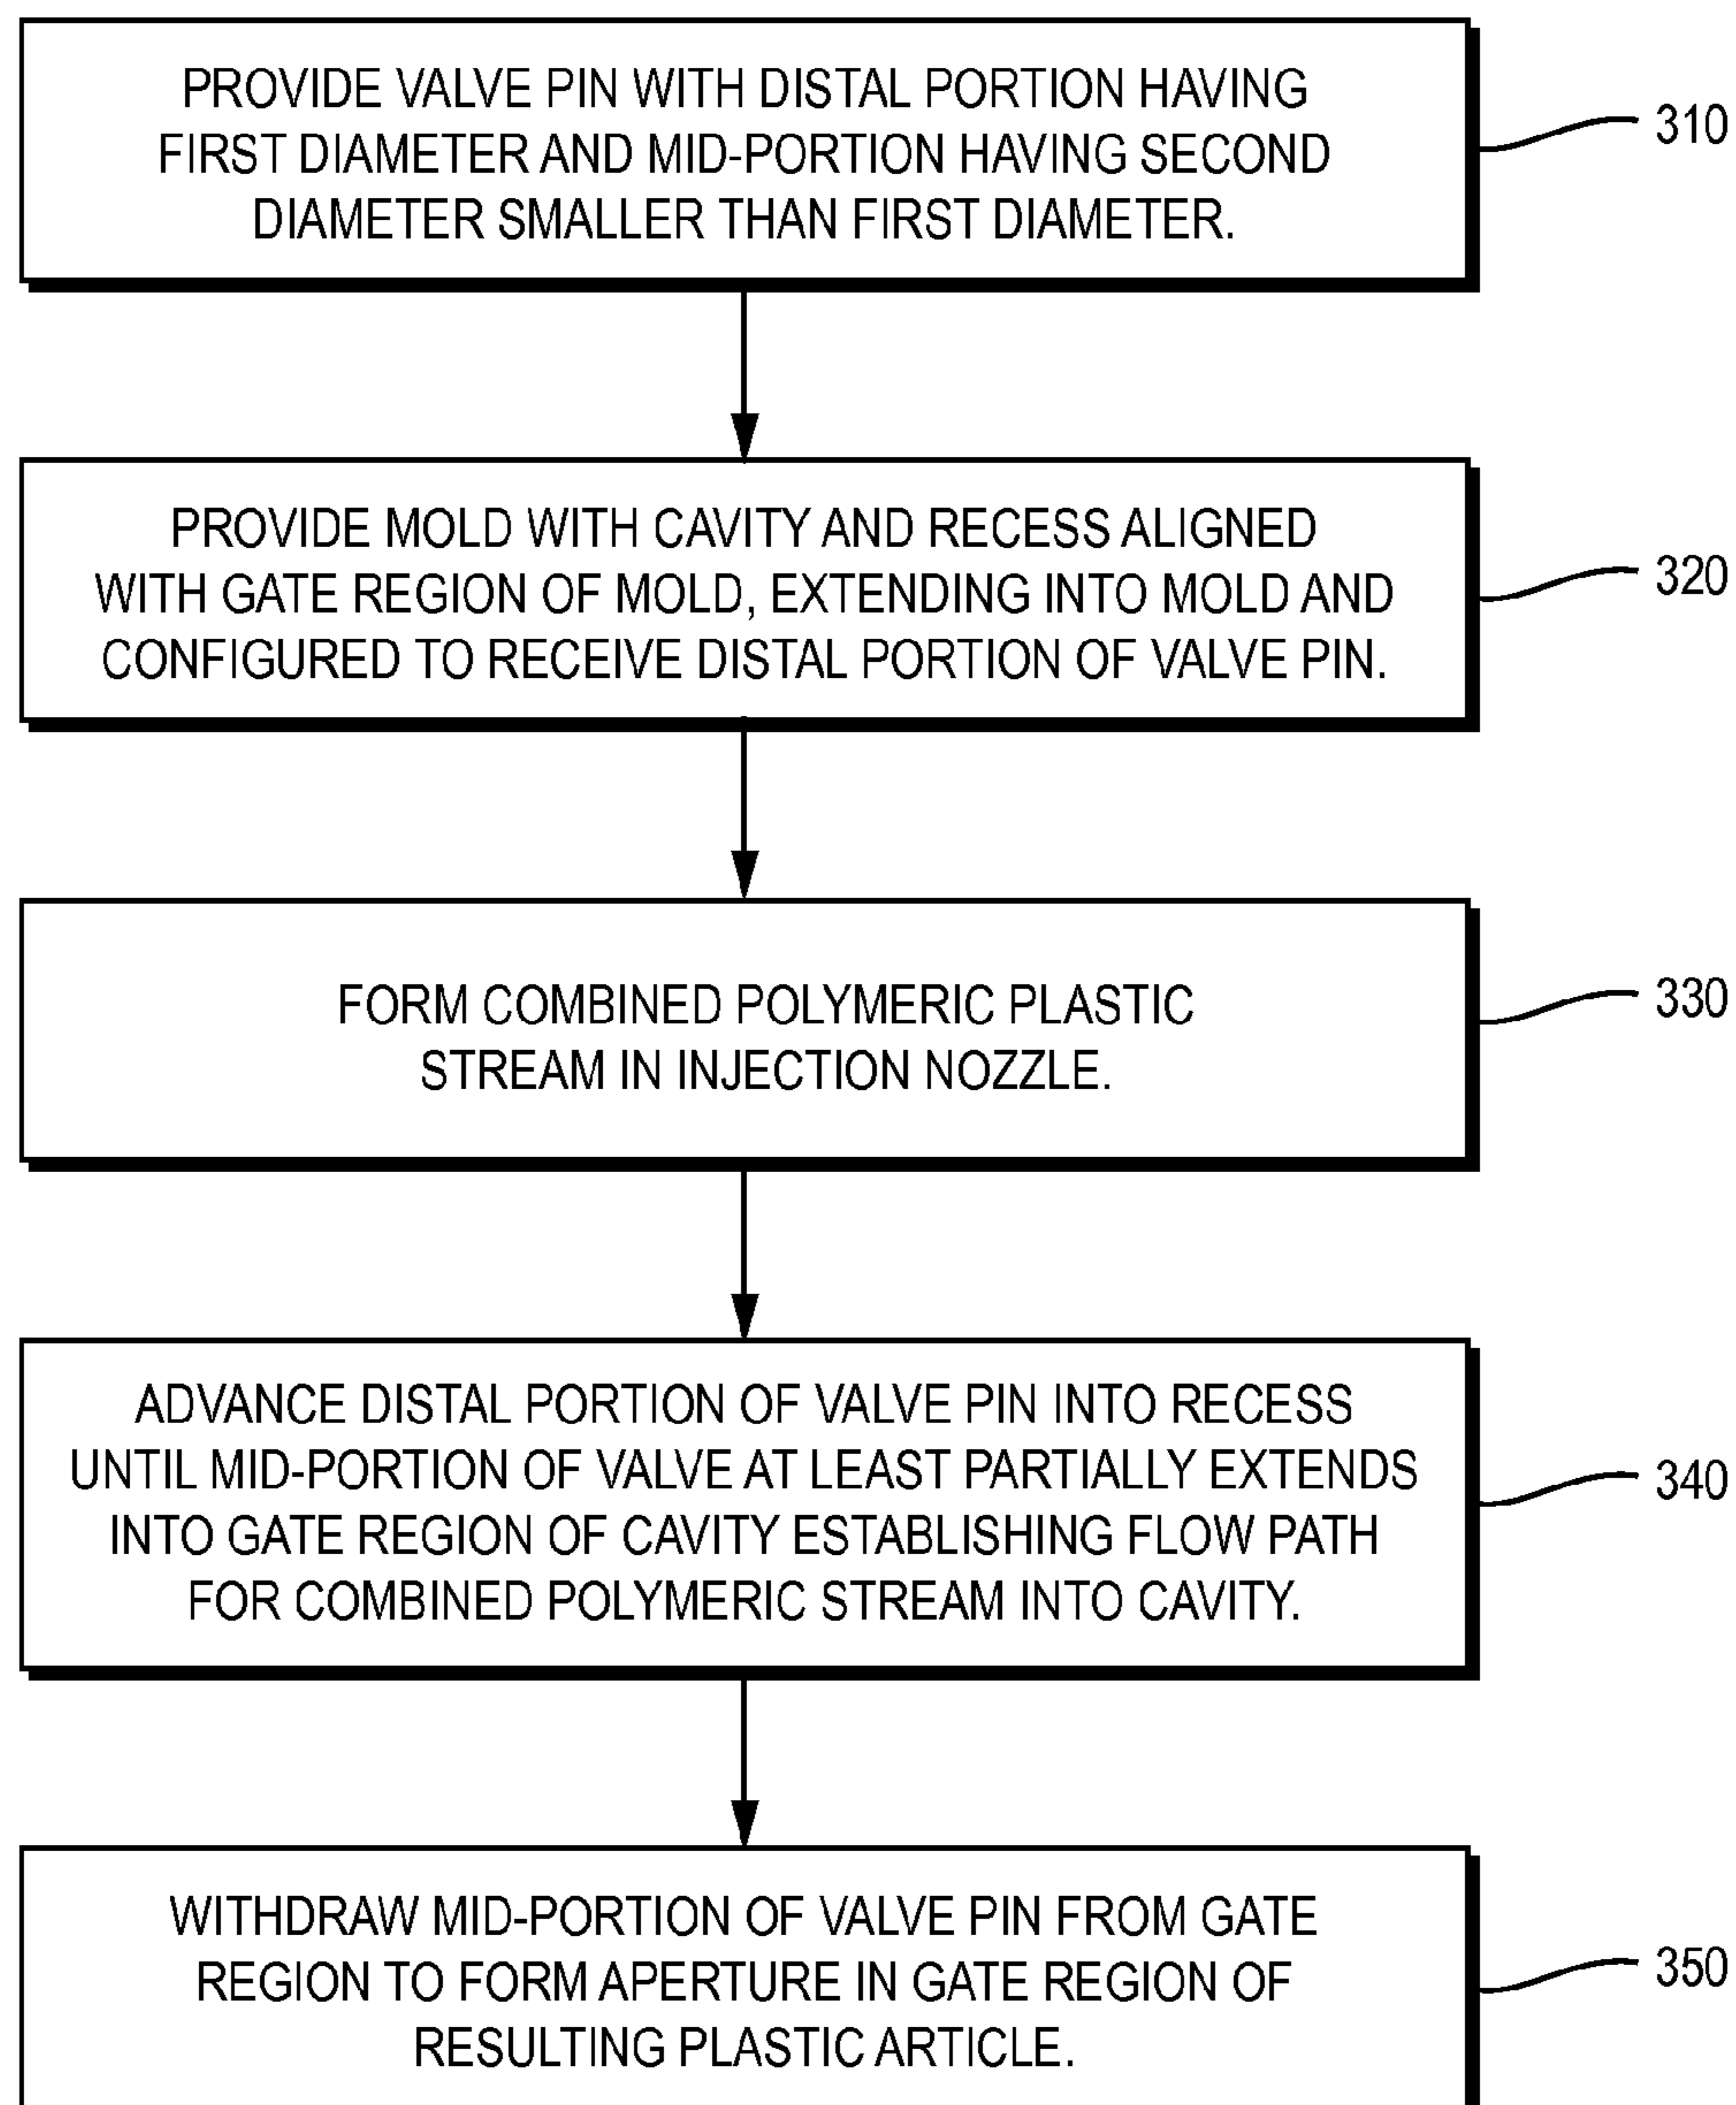 PROVIDE VALVE PIN WITH DISTAL PORTION HAVING
FIRST DIAMETER AND MID-PORTION HAVING SECOND
DIAMETER SMALLER THAN FIRST DIAMETER.
310
PROVIDE MOLD WITH CAVITY AND RECESS ALIGNED
WITH GATE REGION OF MOLD, EXTENDING INTO MOLD AND
CONFIGURED TO RECEIVE DISTAL PORTION OF VALVE PIN.
320
FORM COMBINED POLYMERIC PLASTIC
STREAM IN INJECTION NOZZLE.
330
ADVANCE DISTAL PORTION OF VALVE PIN INTO RECESS
UNTIL MID-PORTION OF VALVE AT LEAST PARTIALLY EXTENDS
INTO GATE REGION OF CAVITY ESTABLISHING FLOW PATH
FOR COMBINED POLYMERIC STREAM INTO CAVITY.
340
WITHDRAW MID-PORTION OF VALVE PIN FROM GATE
REGION TO FORM APERTURE IN GATE REGION OF
RESULTING PLASTIC ARTICLE.
350